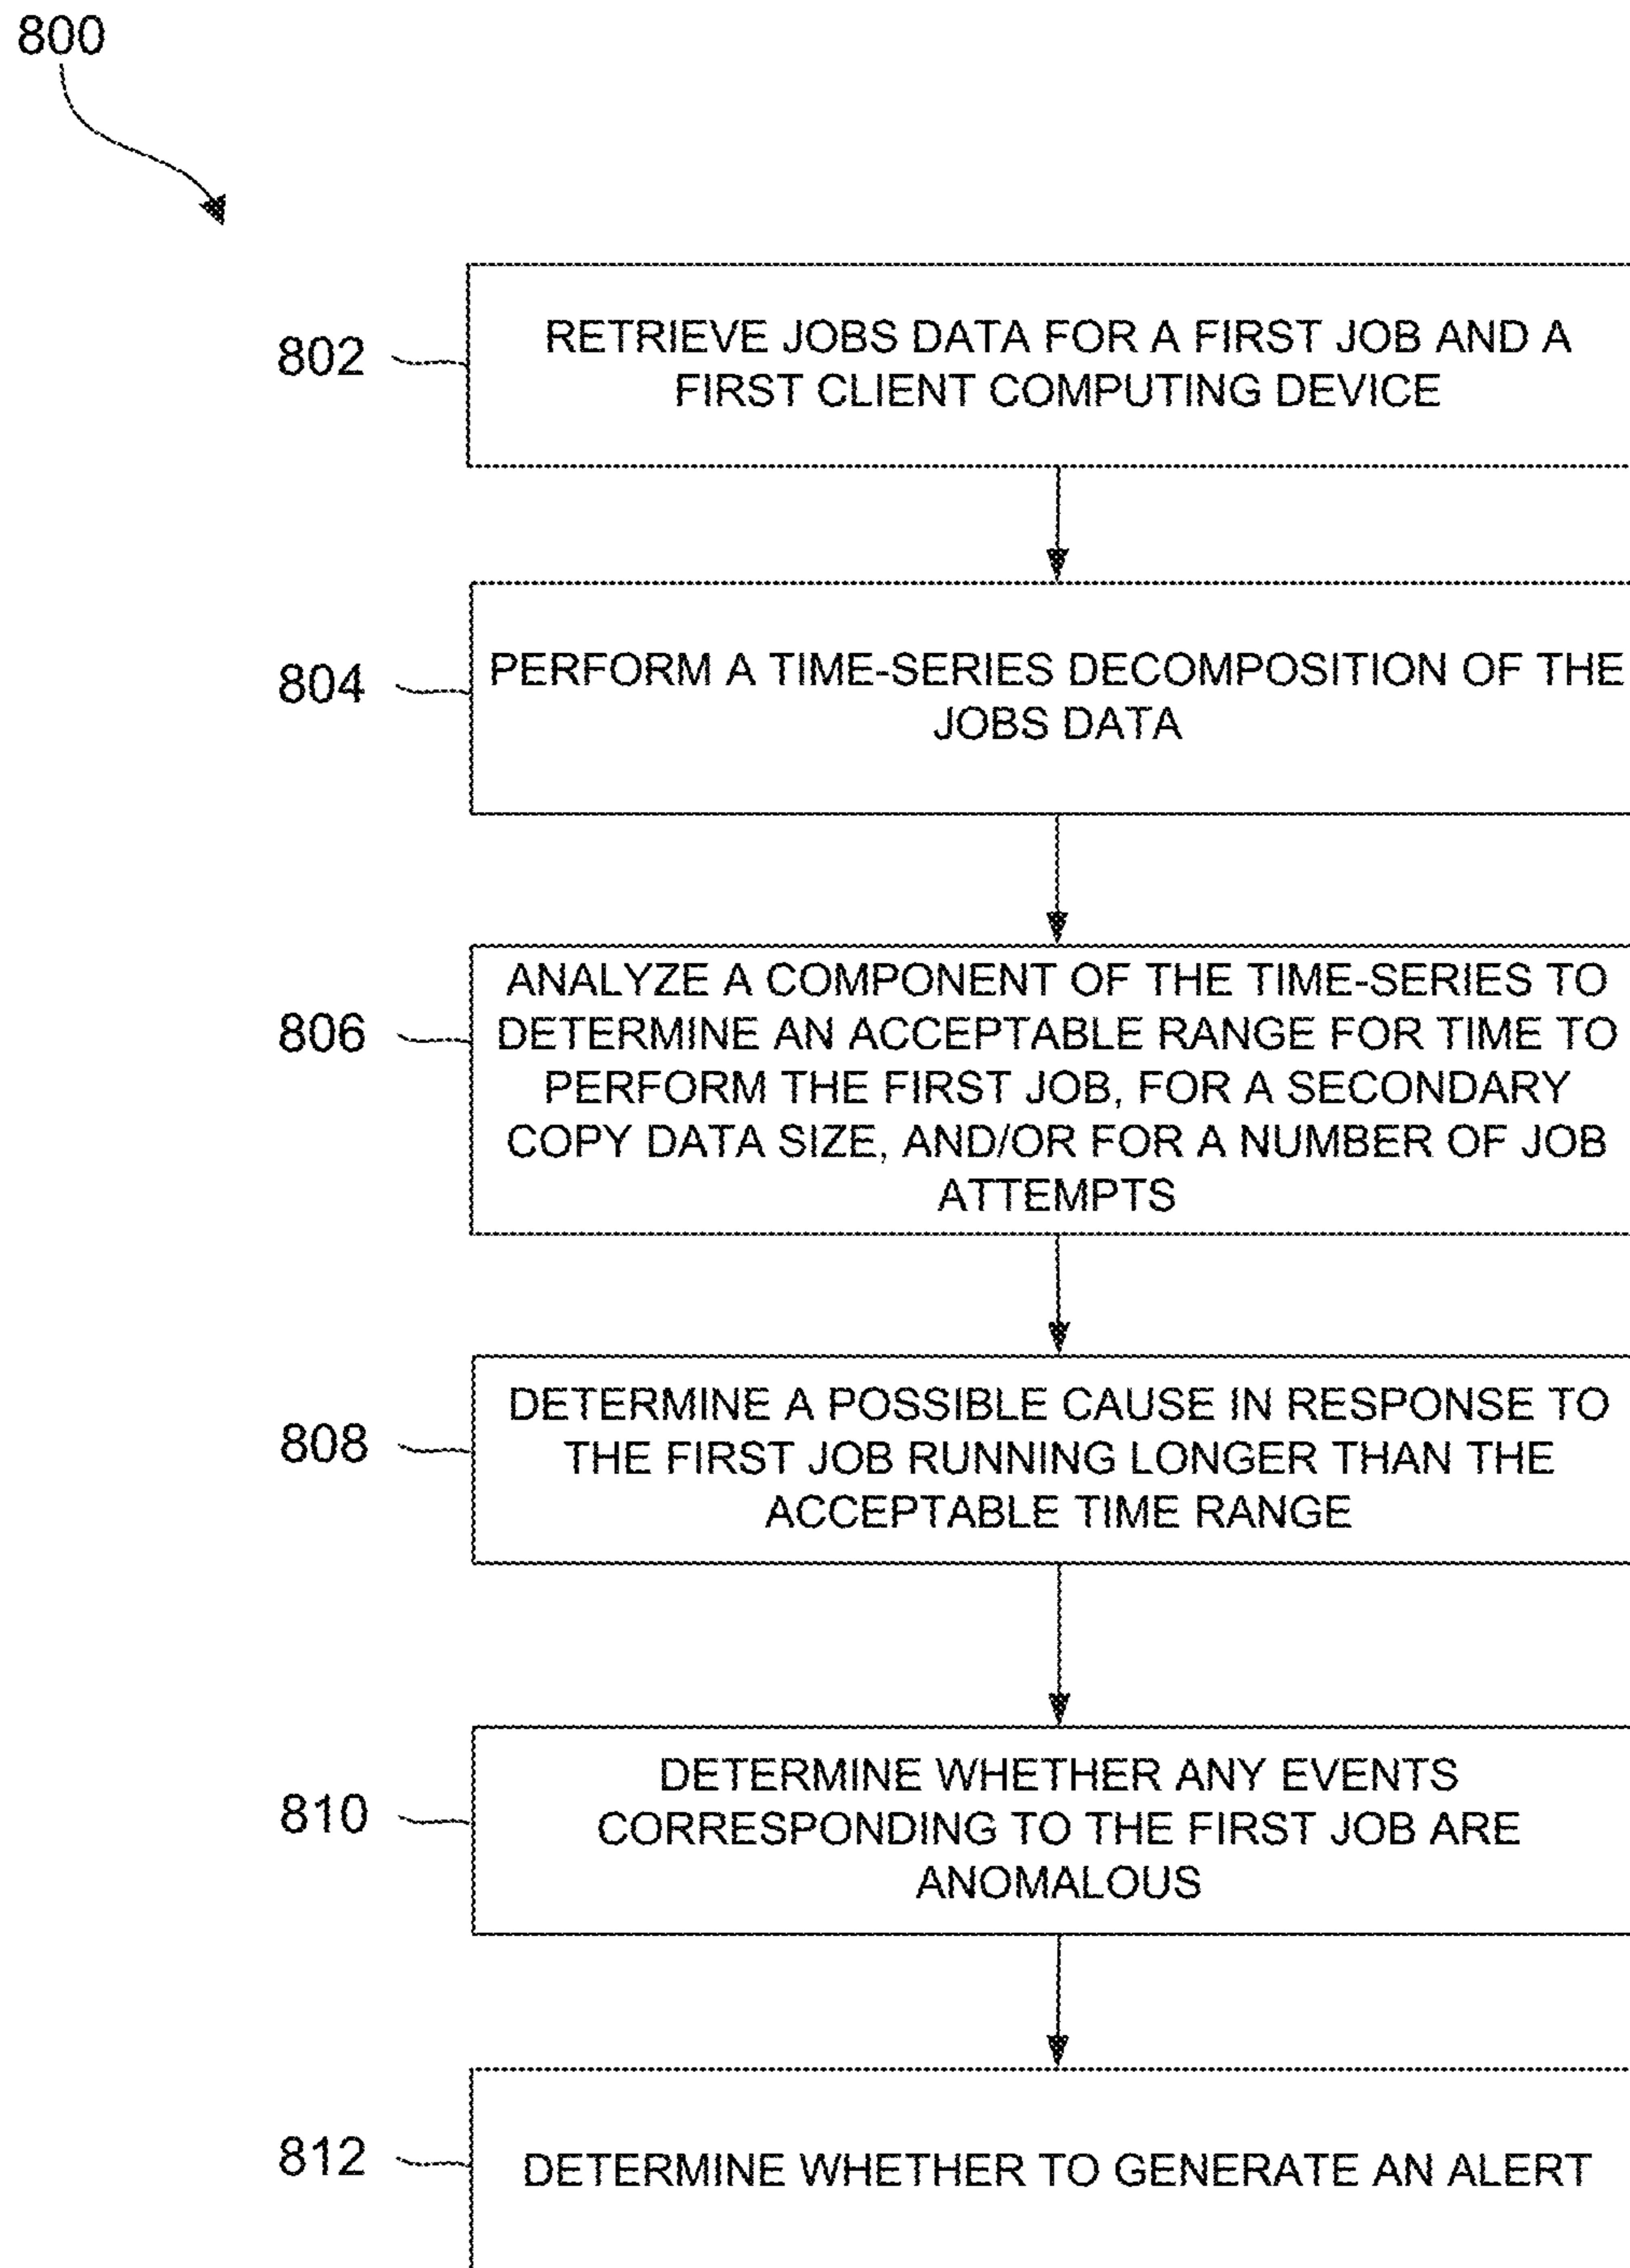 800
802
RETRIEVE JOBS DATA FOR A FIRST JOB AND A
FIRST CLIENT COMPUTING DEVICE
804
PERFORM A TIME-SERIES DECOMPOSITION OF THE
JOBS DATA
806
ANALYZE A COMPONENT OF THE TIME-SERIES TO
DETERMINE AN ACCEPTABLE RANGE FOR TIME TO
PERFORM THE FIRST JOB, FOR A SECONDARY
COPY DATA SIZE, AND/OR FOR A NUMBER OF JOB
ATTEMPTS
808
DETERMINE A POSSIBLE CAUSE IN RESPONSE TO
THE FIRST JOB RUNNING LONGER THAN THE
ACCEPTABLE TIME RANGE
810
DETERMINE WHETHER ANY EVENTS
CORRESPONDING TO THE FIRST JOB ARE
ANOMALOUS
812
DETERMINE WHETHER TO GENERATE AN ALERT